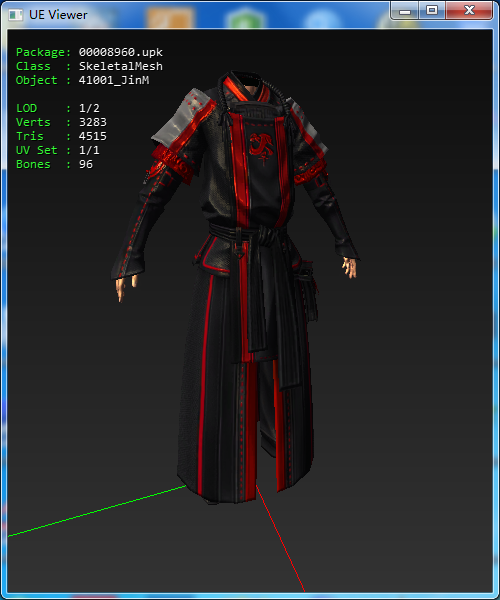 UE Viewer
Package: 00008960.upk
Class  : SkeletalMesh
Object : 41001_JinM
LOD    : 1/2
Verts  : 3283
Tris   : 4515
UV Set : 1/1
Bones  : 96